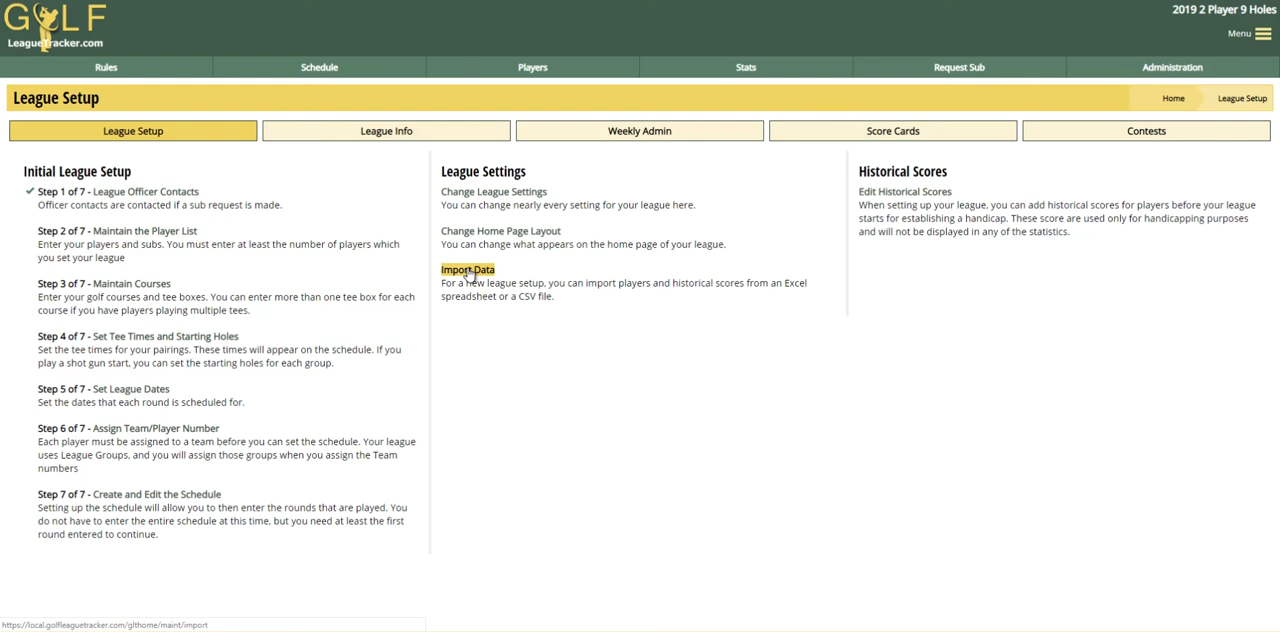 GOLF
LeagueTracker.com
2019 2 Player 9 Holes
Menu
Rules
Schedule
Players
Stats
Request Sub
Administration
League Setup
Home
League Setup
League Setup
League Info
Weekly Admin
Score Cards
Contests
Initial League Setup
Step 1 of 7 - League Officer Contacts
Officer contacts are contacted if a sub request is made.
Step 2 of 7 - Maintain the Player List
Enter your players and subs. You must enter at least the number of players which
you set your league
Step 3 of 7 - Maintain Courses
Enter your golf courses and tee boxes. You can enter more than one tee box for each
course if you have players playing multiple tees.
Step 4 of 7 - Set Tee Times and Starting Holes
Set the tee times for your pairings. These times will appear on the schedule. If you
play a shot gun start, you can set the starting holes for each group.
Step 5 of 7 - Set League Dates
Set the dates that each round is scheduled for.
Step 6 of 7 - Assign Team/Player Number
Each player must be assigned to a team before you can set the schedule. Your league
uses League Groups, and you will assign those groups when you assign the Team
numbers
Step 7 of 7 - Create and Edit the Schedule
Setting up the schedule will allow you to then enter the rounds that are played. You
do not have to enter the entire schedule at this time, but you need at least the first
round entered to continue.
League Settings
Change League Settings
You can change nearly every setting for your league here.
Change Home Page Layout
You can change what appears on the home page of your league.
Import Data
For a new league setup, you can import players and historical scores from an Excel
spreadsheet or a CSV file.
Historical Scores
Edit Historical Scores
When setting up your league, you can add historical scores for players before your league
starts for establishing a handicap. These score are used only for handicapping purposes
and will not be displayed in any of the statistics.
https://local.golfleaguetracker.com/glthome/maint/import